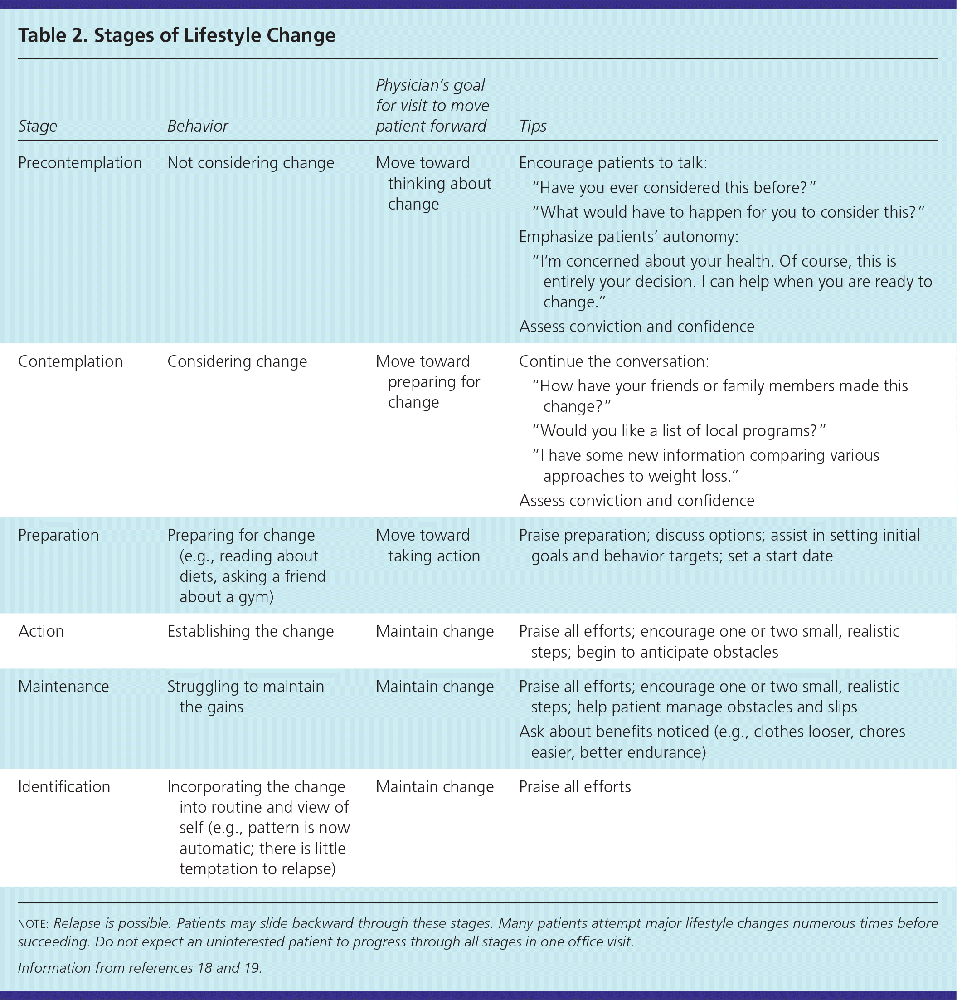 Table 2. Stages of Lifestyle Change
Stage
Behavior
Physician’s goal
for visit to move
patient forward
Tips
Precontemplation
Not considering change
Move toward
thinking about
change
Encourage patients to talk:
“Have you ever considered this before?”
“What would have to happen for you to consider this?”
Emphasize patients’ autonomy:
“I’m concerned about your health. Of course, this is
entirely your decision. I can help when you are ready to
change.”
Assess conviction and confidence
Contemplation
Considering change
Move toward
preparing for
change
Continue the conversation:
“How have your friends or family members made this
change?”
“Would you like a list of local programs?”
“I have some new information comparing various
approaches to weight loss.”
Assess conviction and confidence
Preparation
Preparing for change
(e.g., reading about
diets, asking a friend
about a gym)
Move toward
taking action
Praise preparation; discuss options; assist in setting initial
goals and behavior targets; set a start date
Action
Establishing the change
Maintain change
Praise all efforts; encourage one or two small, realistic
steps; begin to anticipate obstacles
Maintenance
Struggling to maintain
the gains
Maintain change
Praise all efforts; encourage one or two small, realistic
steps; help patient manage obstacles and slips
Ask about benefits noticed (e.g., clothes looser, chores
easier, better endurance)
Identification
Incorporating the change
into routine and view of
self (e.g., pattern is now
automatic; there is little
temptation to relapse)
Maintain change
Praise all efforts
NOTE: Relapse is possible. Patients may slide backward through these stages. Many patients attempt major lifestyle changes numerous times before
succeeding. Do not expect an uninterested patient to progress through all stages in one office visit.
Information from references 18 and 19.